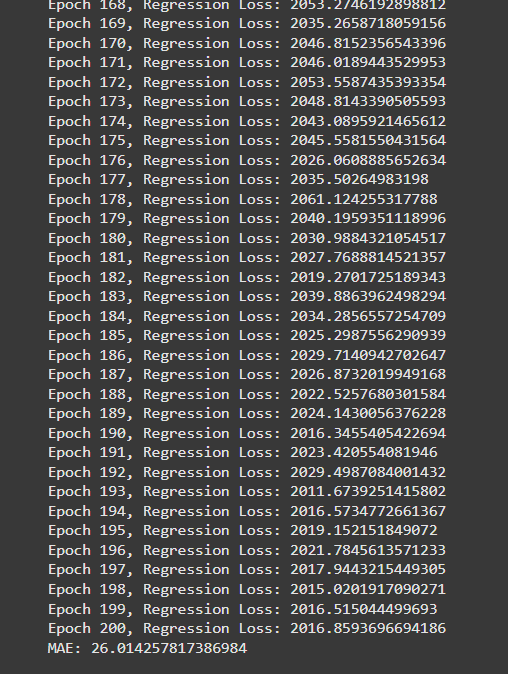 Epoch 168, Regression Loss: 2053.2746192898812
Epoch 169, Regression Loss: 2035.2658718059156
Epoch 170, Regression Loss: 2046.8152356543396
Epoch 171, Regression Loss: 2046.0189443529953
Epoch 172, Regression Loss: 2053.5587435393354
Epoch 173, Regression Loss: 2048.8143390505593
Epoch 174, Regression Loss: 2043.0895921465612
Epoch 175, Regression Loss: 2045.5581550431564
Epoch 176, Regression Loss: 2026.0608885652634
Epoch 177, Regression Loss: 2035.50264983198
Epoch 178, Regression Loss: 2061.124255317788
Epoch 179, Regression Loss: 2040.1959351118996
Epoch 180, Regression Loss: 2030.9884321054517
Epoch 181, Regression Loss: 2027.7688814521357
Epoch 182, Regression Loss: 2019.2701725189343
Epoch 183, Regression Loss: 2039.8863962498294
Epoch 184, Regression Loss: 2034.2856557254709
Epoch 185, Regression Loss: 2025.2987556290939
Epoch 186, Regression Loss: 2029.7140942702647
Epoch 187, Regression Loss: 2026.8732019949168
Epoch 188, Regression Loss: 2022.5257680301584
Epoch 189, Regression Loss: 2024.1430056376228
Epoch 190, Regression Loss: 2016.3455405422694
Epoch 191, Regression Loss: 2023.420554081946
Epoch 192, Regression Loss: 2029.4987084001432
Epoch 193, Regression Loss: 2011.6739251415802
Epoch 194, Regression Loss: 2016.5734772661367
Epoch 195, Regression Loss: 2019.152151849072
Epoch 196, Regression Loss: 2021.7845613571233
Epoch 197, Regression Loss: 2017.9443215449305
Epoch 198, Regression Loss: 2015.0201917090271
Epoch 199, Regression Loss: 2016.515044499693
Epoch 200, Regression Loss: 2016.8593696694186
MAE: 26.014257817386984